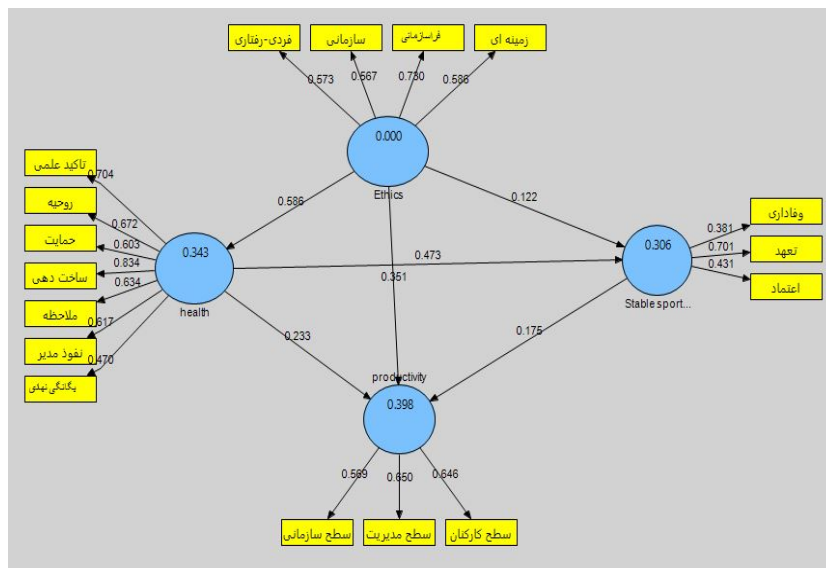 فردی-رفتاری
سازمانی
فراسازمانی
زمینه ای
0.573
0.567
0.730
0.586
0.000
Ethics
تاکید علمی
روحیه
حمایت
ساخت دهی
ملاحظه
نفوذ مدیر
یگانگی نهدی
0.704
0.672
0.603
0.834
0.634
0.617
0.470
0.343
health
0.586
0.122
0.473
0.351
0.233
0.175
0.306
Stable sport...
0.381
0.701
0.431
وفاداری
تعهد
اعتماد
productivity
0.398
0.569
0.650
0.646
سطح سازمانی
سطح مدیریت
سطح کارکنان